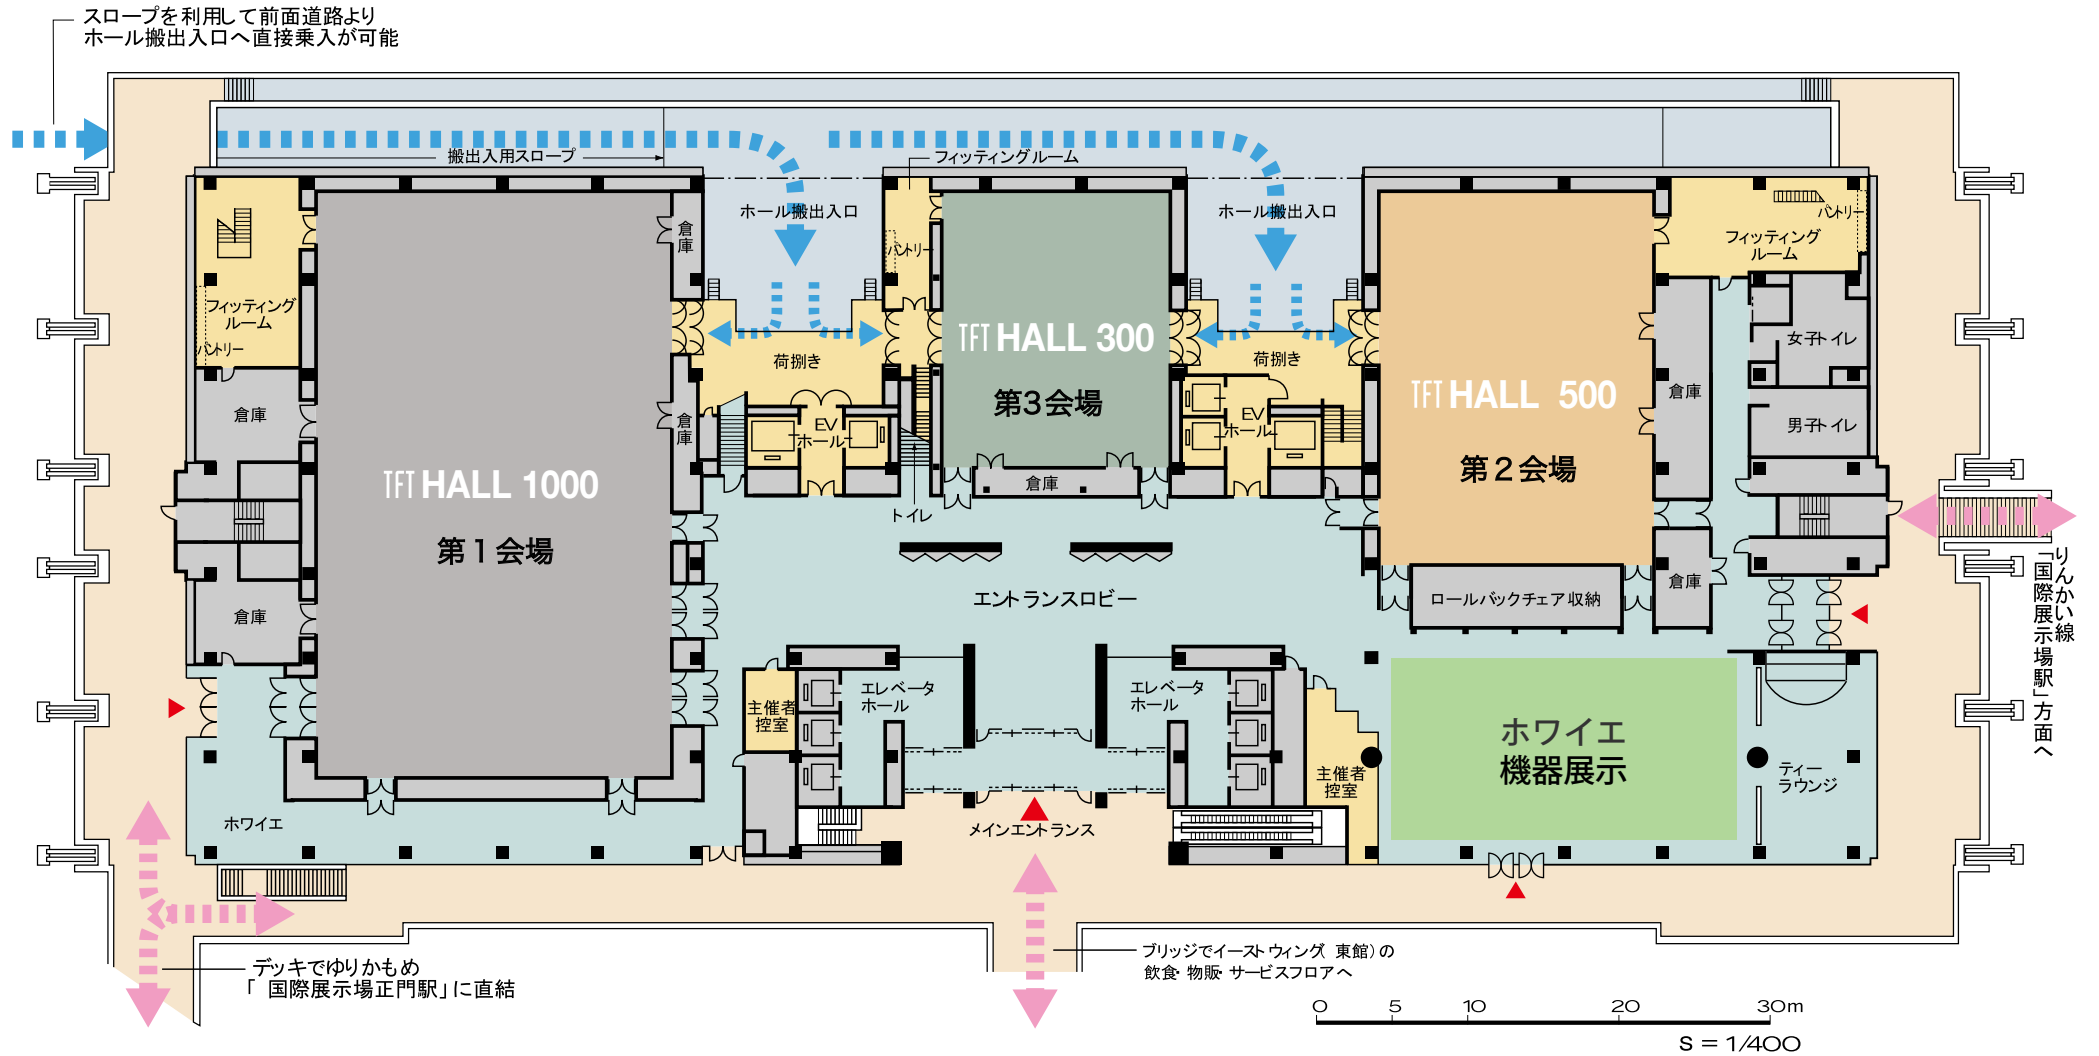 スロープを利用して前面道路より
ホール搬出入口へ直接乗入が可能
搬出入用スロープ
フィッティングルーム
ホール搬出入口
ホール搬出入口
倉庫
パントリー
パントリー
フィッティング
ルーム
フィッティング
ルーム
パントリー
TFT HALL 300
第3会場
荷捌き
荷捌き
TFT HALL 500
第2会場
倉庫
女子トイレ
男子トイレ
倉庫
倉庫
EV
ホール
EV
ホール
TFT HALL 1000
第1会場
倉庫
トイレ
エントランスロビー
倉庫
ロールバックチェア収納
倉庫
りんかい線
「国際展示場駅」方面へ
主催者
控室
エレベータ
ホール
エレベータ
ホール
主催者
控室
ホワイエ
機器展示
ティー
ラウンジ
ホワイエ
メインエントランス
デッキでゆりかもめ
「国際展示場正門駅」に直結
ブリッジでイーストウィング(東館)の
飲食・物販・サービスフロアへ
0 5 10 20 30m
S = 1/400